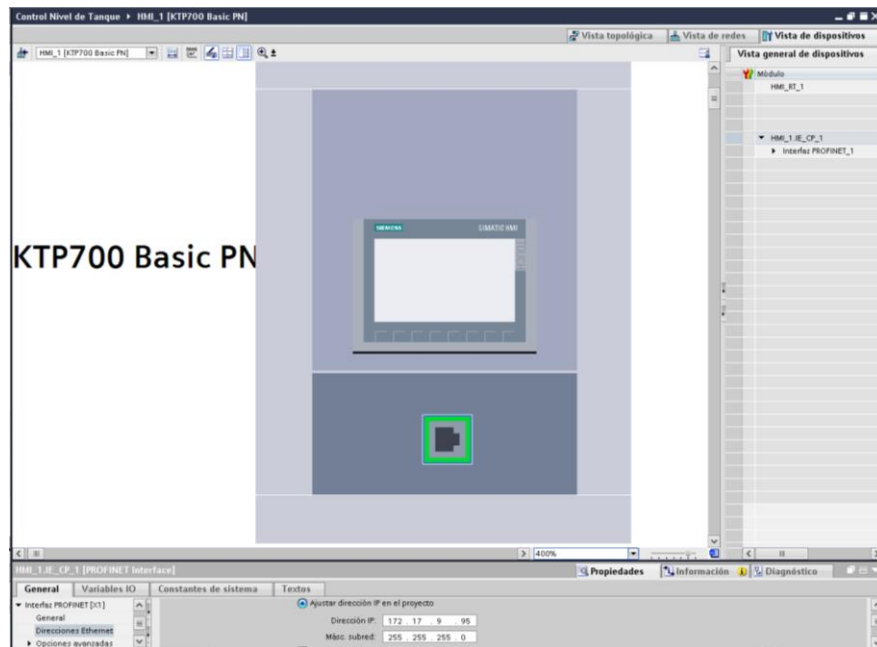 Control Nivel de Tanque ▸ HMI_1 [KTP700 Basic PN]
Vista topológica
Vista de redes
Vista de dispositivos
HMI_1 [KTP700 Basic PN]
Vista general de dispositivos
Módulo
HMI_RT_1
HMI_1.IE_CP_1
Interfaz PROFINET_1
SIEMENS
SIMATIC HMI
KTP700 Basic PN
400%
HMI_1.IE_CP_1 [PROFINET Interface]
Propiedades
Información
Diagnóstico
General
Variables IO
Constantes de sistema
Textos
Interfaz PROFINET [X1]
General
Direcciones Ethernet
Opciones avanzadas
Ajustar dirección IP en el proyecto
Dirección IP: 172 . 17 . 9 . 95
Másc. subred: 255 . 255 . 255 . 0